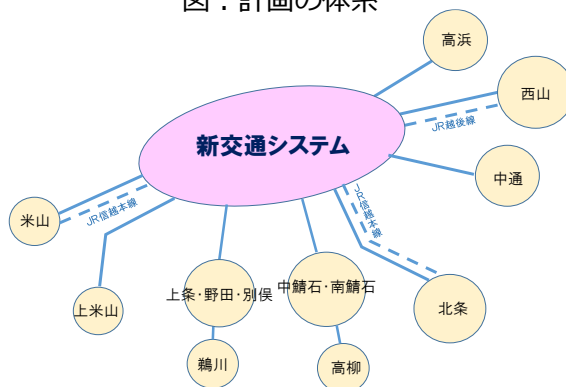 図：計画の体系
高浜
西山
JR越後線
新交通システム
中通
JR信越本線
米山
JR信越本線
上条・野田・別俣
中鯖石・南鯖石
北条
上米山
鵜川
高柳